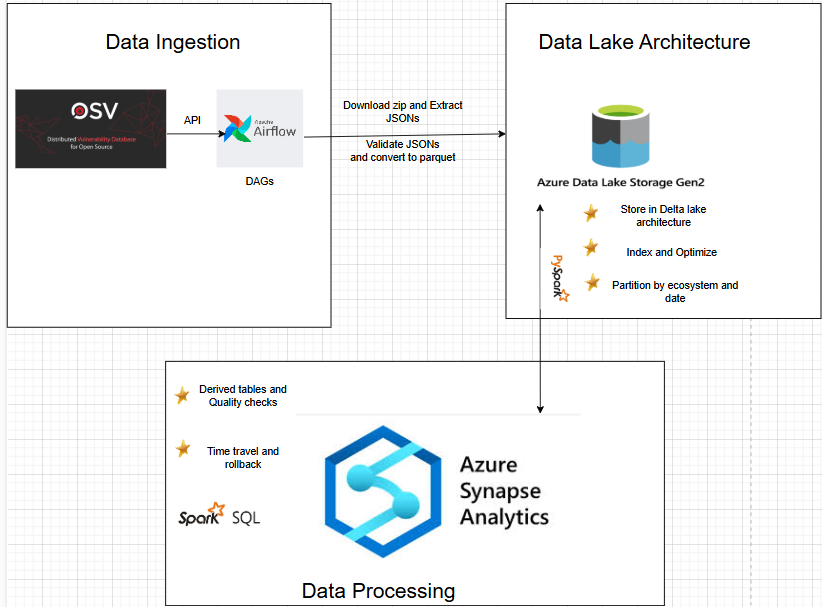 Data Ingestion
OSV
Distributed Vulnerability Database
for Open Source
API
APACHE
Airflow
DAGs
Download zip and Extract
JSONs
Validate JSONs
and convert to parquet
Data Lake Architecture
Azure Data Lake Storage Gen2
Store in Delta lake
architecture
Index and Optimize
Partition by ecosystem and
date
PySpark
Derived tables and
Quality checks
Time travel and
rollback
Spark SQL
Azure
Synapse
Analytics
Data Processing